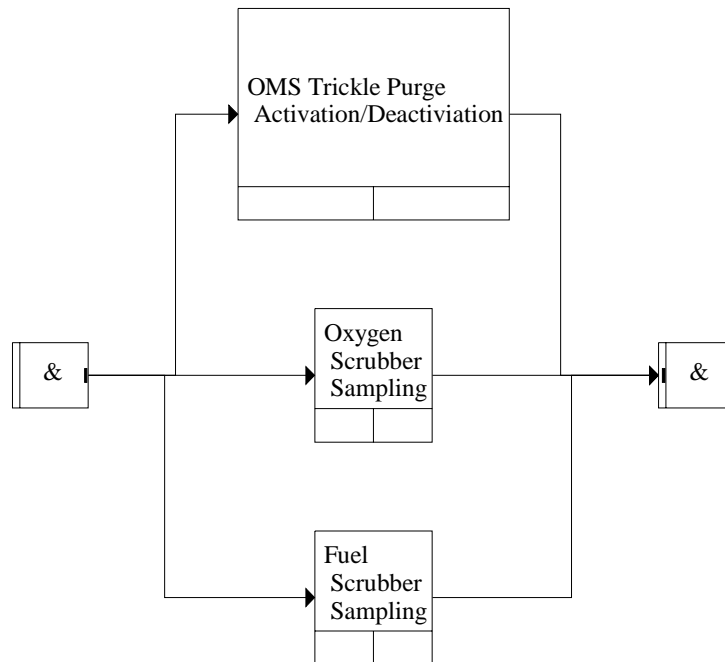 OMS Trickle Purge
Activation/Deactiviation
Oxygen
Scrubber
Sampling
&
&
Fuel
Scrubber
Sampling